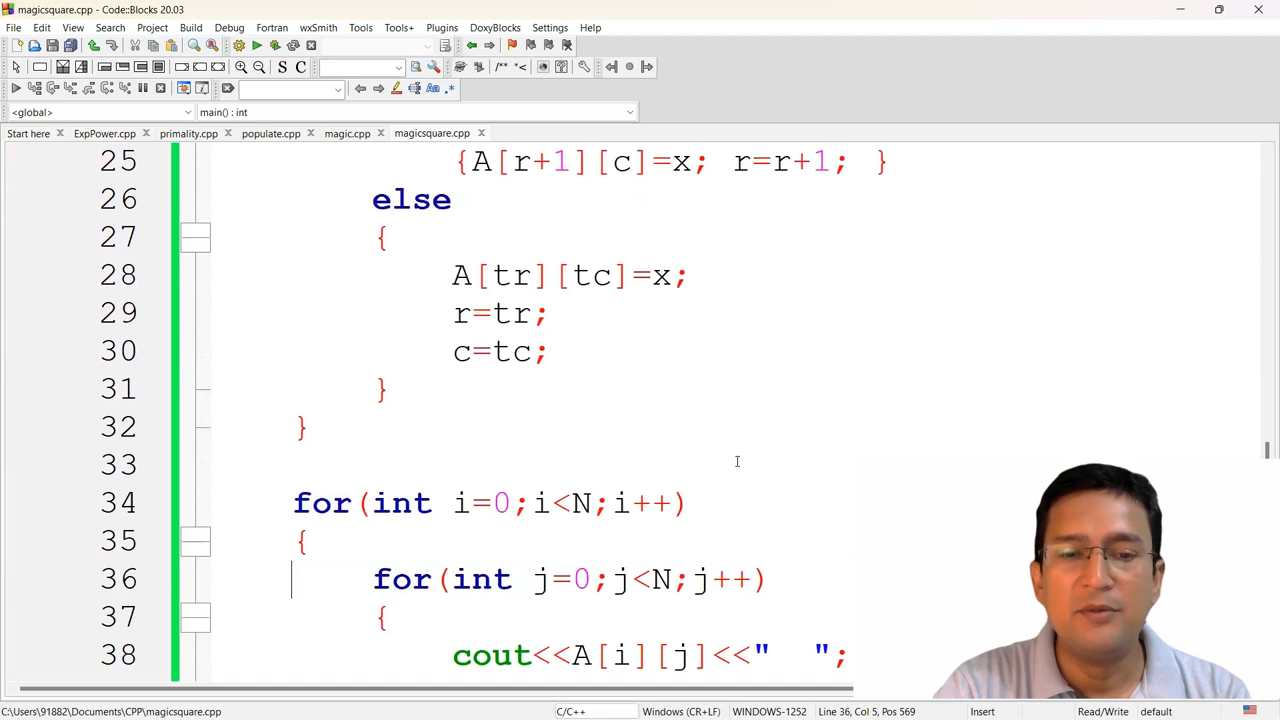 magicsquare.cpp - Code::Blocks 20.03
File Edit View Search Project Build Debug Fortran wxSmith Tools Tools+ Plugins DoxyBlocks Settings Help
S C /** *<
Aa .*
<global> main() : int
Start here ExpPower.cpp primality.cpp populate.cpp magic.cpp magicsquare.cpp
25 {A[r+1][c]=x; r=r+1; }
26 else
27 {
28 A[tr][tc]=x;
29 r=tr;
30 c=tc;
31 }
32 }
33
34 for(int i=0;i<N;i++)
35 {
36 for(int j=0;j<N;j++)
37 {
38 cout<<A[i][j]<<"  ";
C:\Users\91882\Documents\CPP\magicsquare.cpp C/C++ Windows (CR+LF) WINDOWS-1252 Line 36, Col 5, Pos 569 Insert Read/Write default